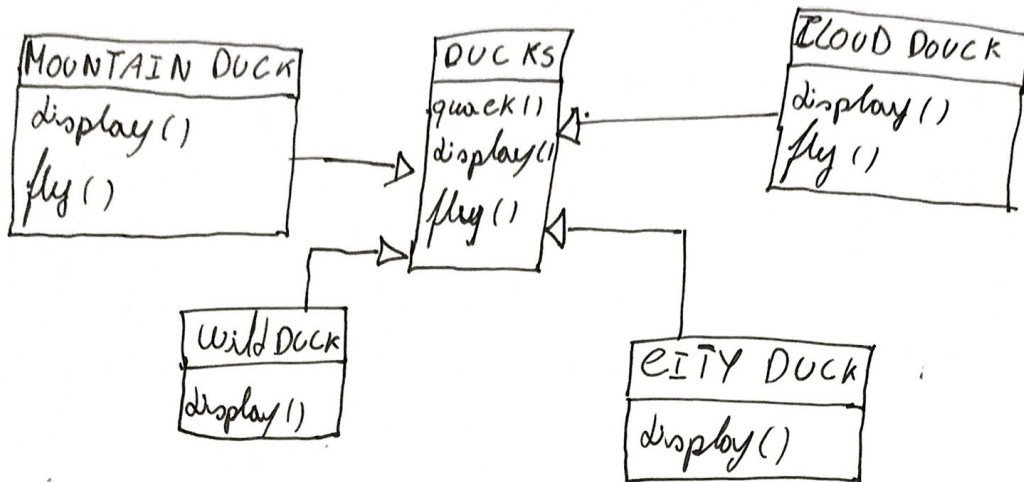 MOUNTAIN DUCK
display()
fly()
DUCKS
quack()
display()
fly()
CLOUD DOUCK
display()
fly()
Wild DUCK
display()
CITY DUCK
display()